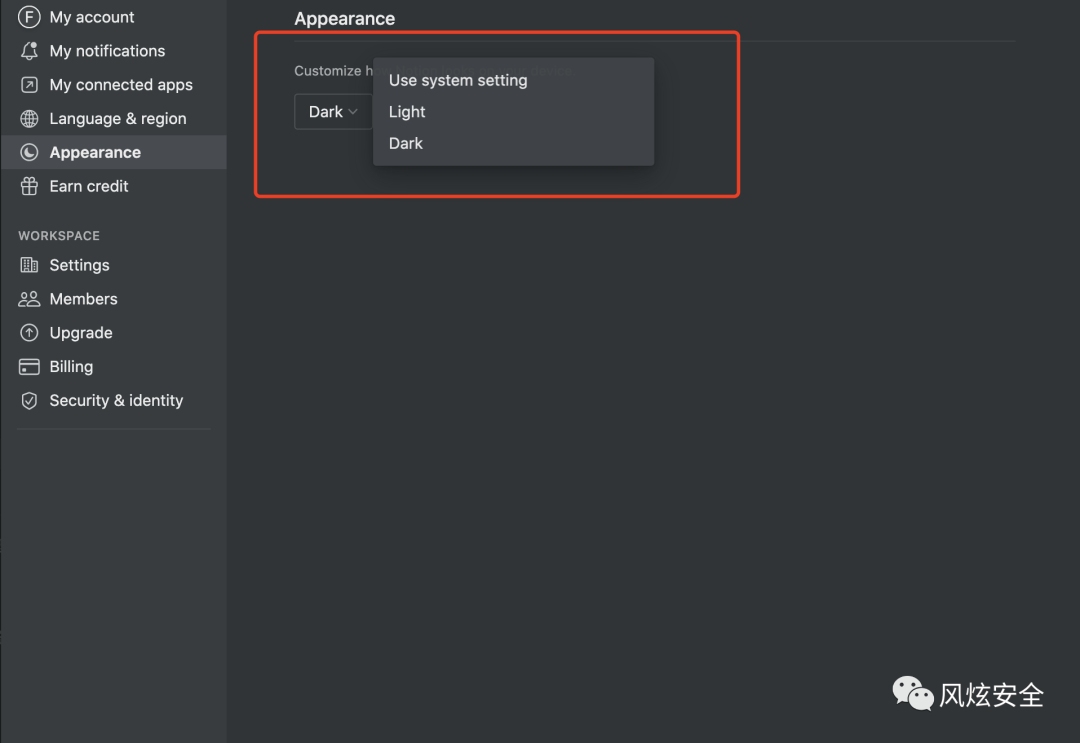 F My account
My notifications
My connected apps
Language & region
Appearance
Earn credit
WORKSPACE
Settings
Members
Upgrade
Billing
Security & identity
Appearance
Customize
Dark
Use system setting
Light
Dark
风炫安全